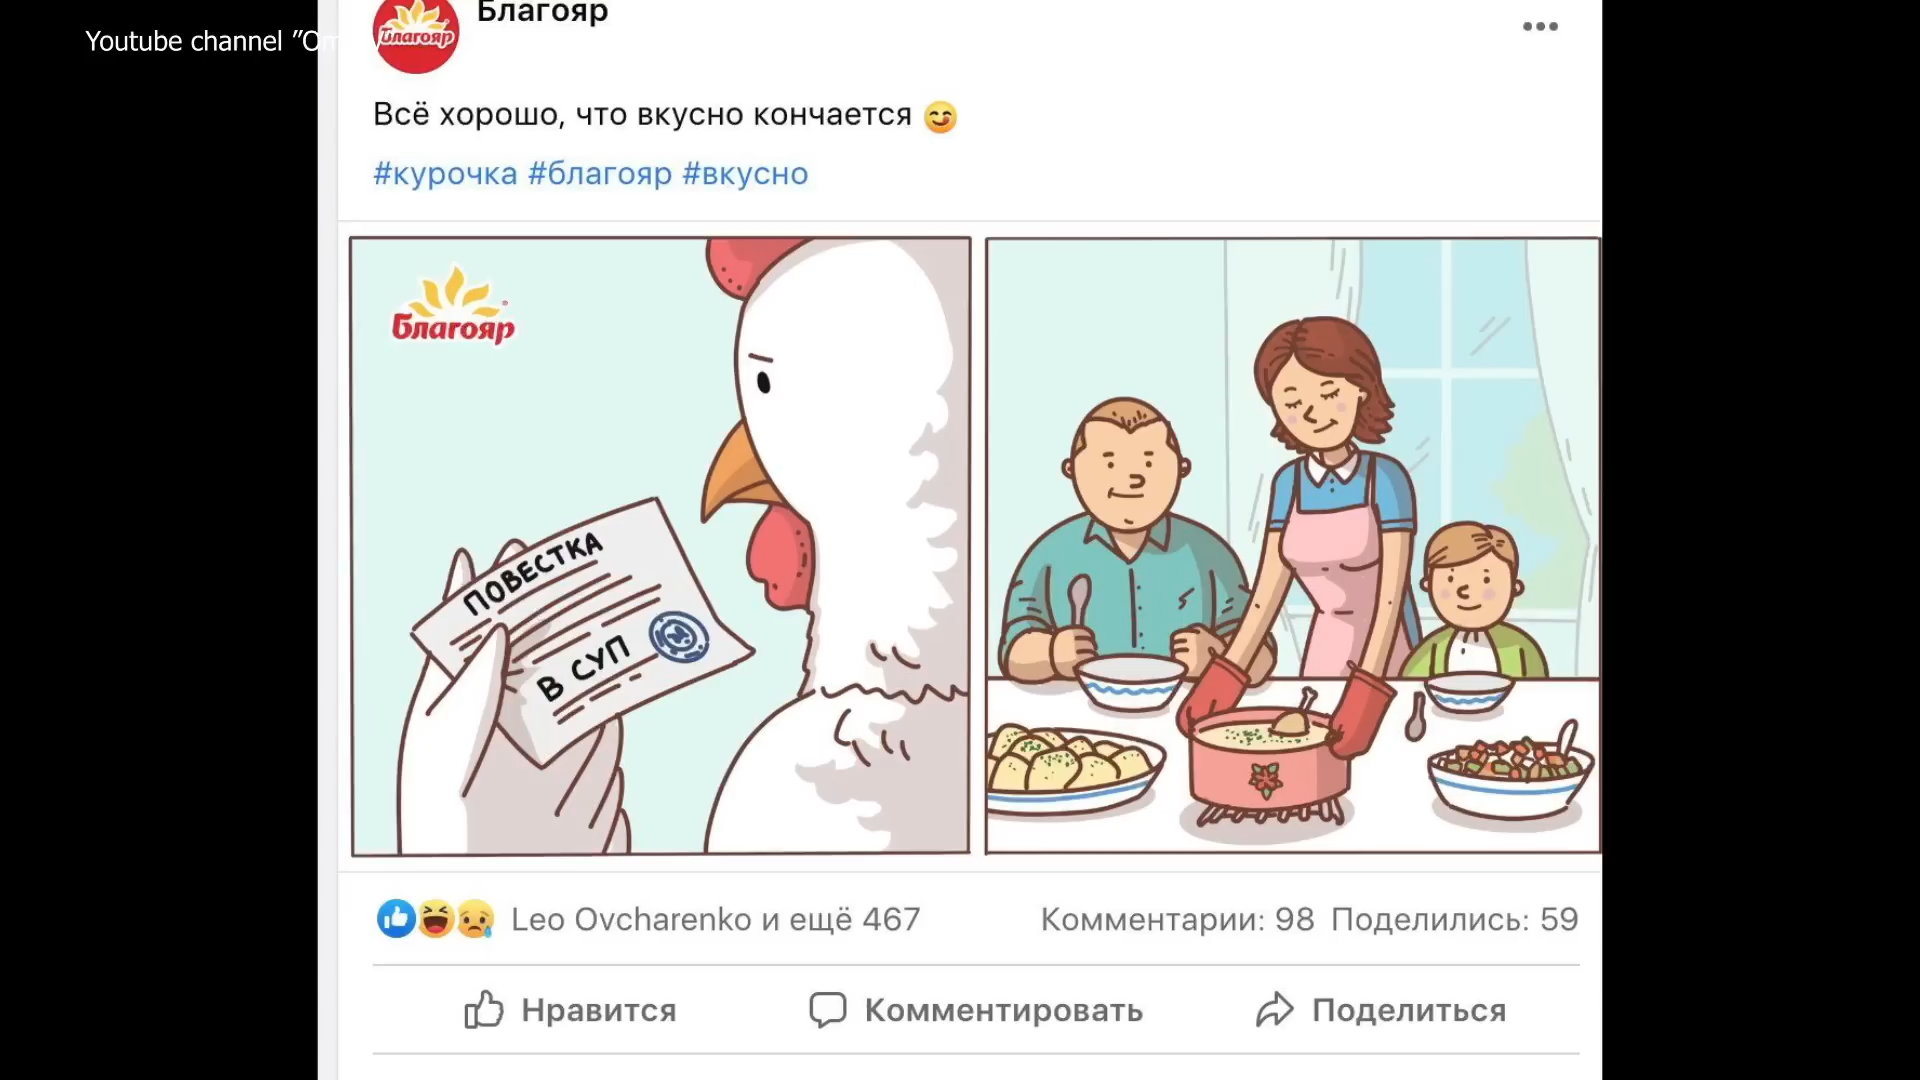 Благояр
Youtube channel "О
Благояр
Всё хорошо, что вкусно кончается
#курочка #благояр #вкусно
Благояр
ПОВЕСТКА
В СУП
Leo Ovcharenko и ещё 467
Комментарии: 98 Поделились: 59
Нравится
Комментировать
Поделиться